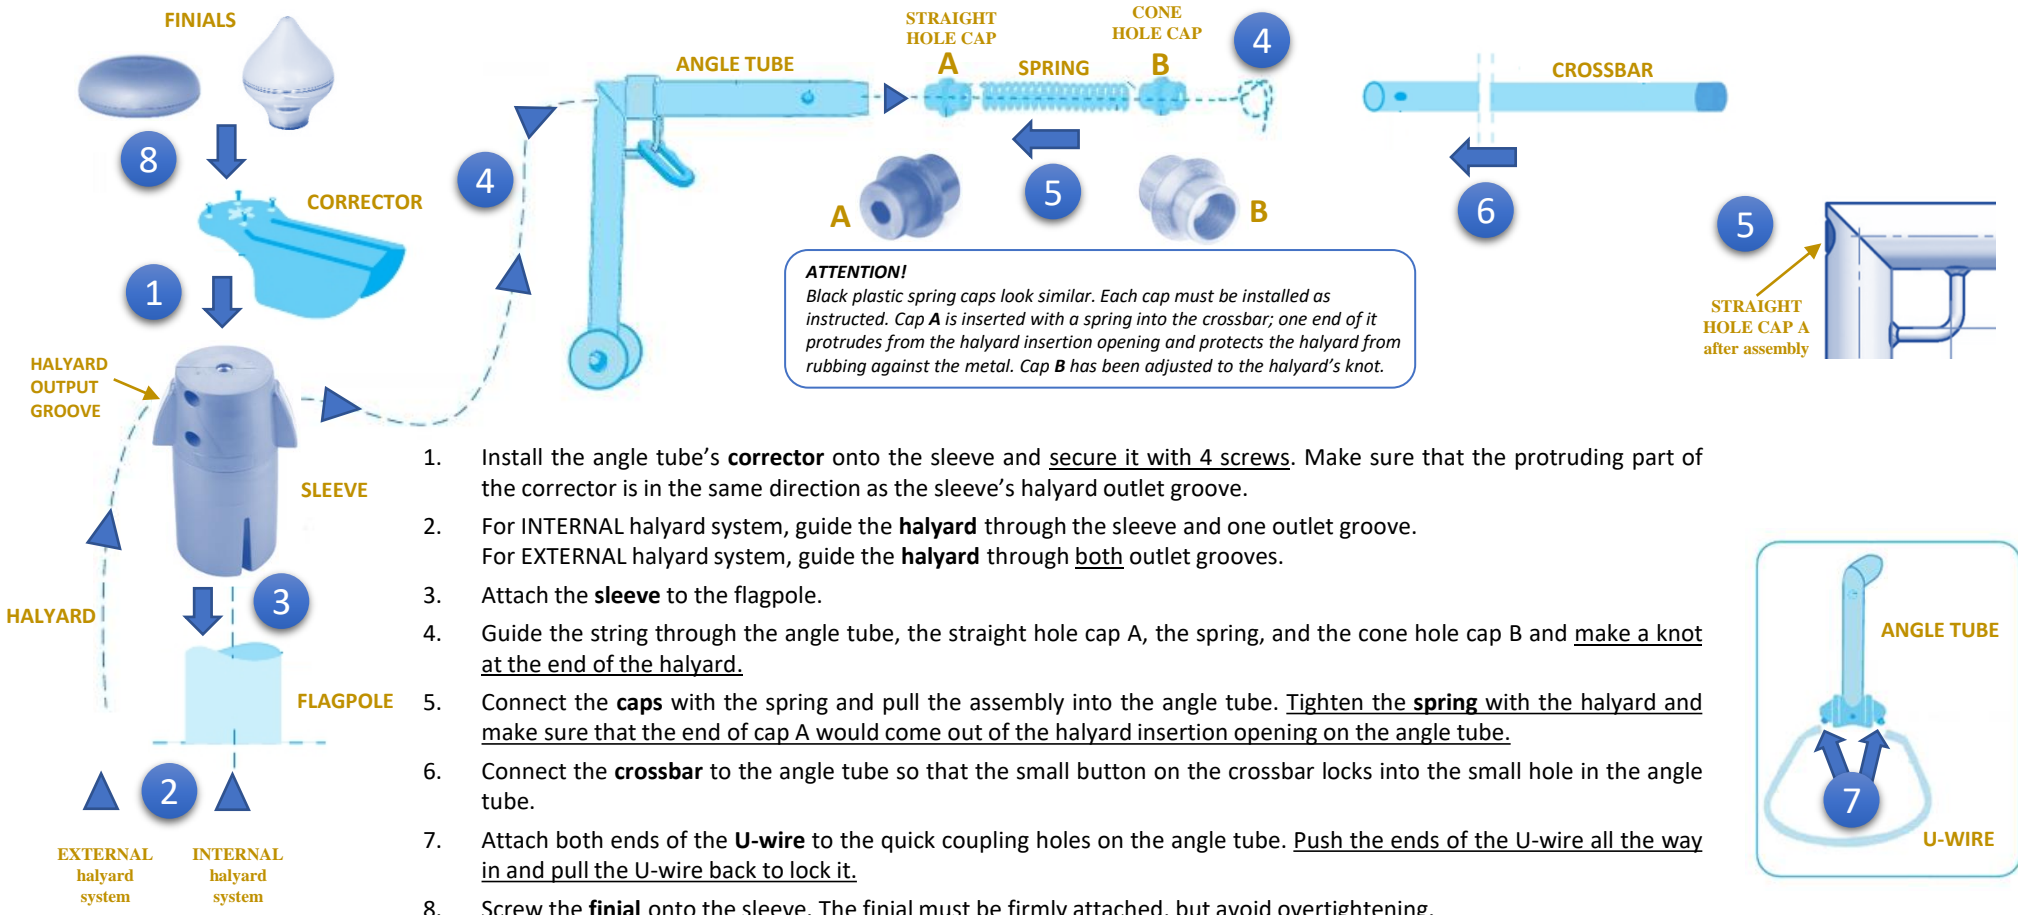 FINIALS
8
CORRECTOR
1
HALYARD
OUTPUT
GROOVE
SLEEVE
HALYARD
3
FLAGPOLE
2
EXTERNAL
halyard
system
INTERNAL
halyard
system
4
ANGLE TUBE
STRAIGHT
HOLE CAP
A
SPRING
CONE
HOLE CAP
B
4
A
5
B
CROSSBAR
6
5
STRAIGHT
HOLE CAP A
after assembly
ATTENTION!
Black plastic spring caps look similar. Each cap must be installed as
instructed. Cap A is inserted with a spring into the crossbar; one end of it
protrudes from the halyard insertion opening and protects the halyard from
rubbing against the metal. Cap B has been adjusted to the halyard's knot.
1. Install the angle tube's corrector onto the sleeve and secure it with 4 screws. Make sure that the protruding part of
the corrector is in the same direction as the sleeve's halyard outlet groove.
2. For INTERNAL halyard system, guide the halyard through the sleeve and one outlet groove.
For EXTERNAL halyard system, guide the halyard through both outlet grooves.
3. Attach the sleeve to the flagpole.
4. Guide the string through the angle tube, the straight hole cap A, the spring, and the cone hole cap B and make a knot
at the end of the halyard.
5. Connect the caps with the spring and pull the assembly into the angle tube. Tighten the spring with the halyard and
make sure that the end of cap A would come out of the halyard insertion opening on the angle tube.
6. Connect the crossbar to the angle tube so that the small button on the crossbar locks into the small hole in the angle
tube.
7. Attach both ends of the U-wire to the quick coupling holes on the angle tube. Push the ends of the U-wire all the way
in and pull the U-wire back to lock it.
8. Screw the finial onto the sleeve. The finial must be firmly attached, but avoid overtightening.
ANGLE TUBE
7
U-WIRE